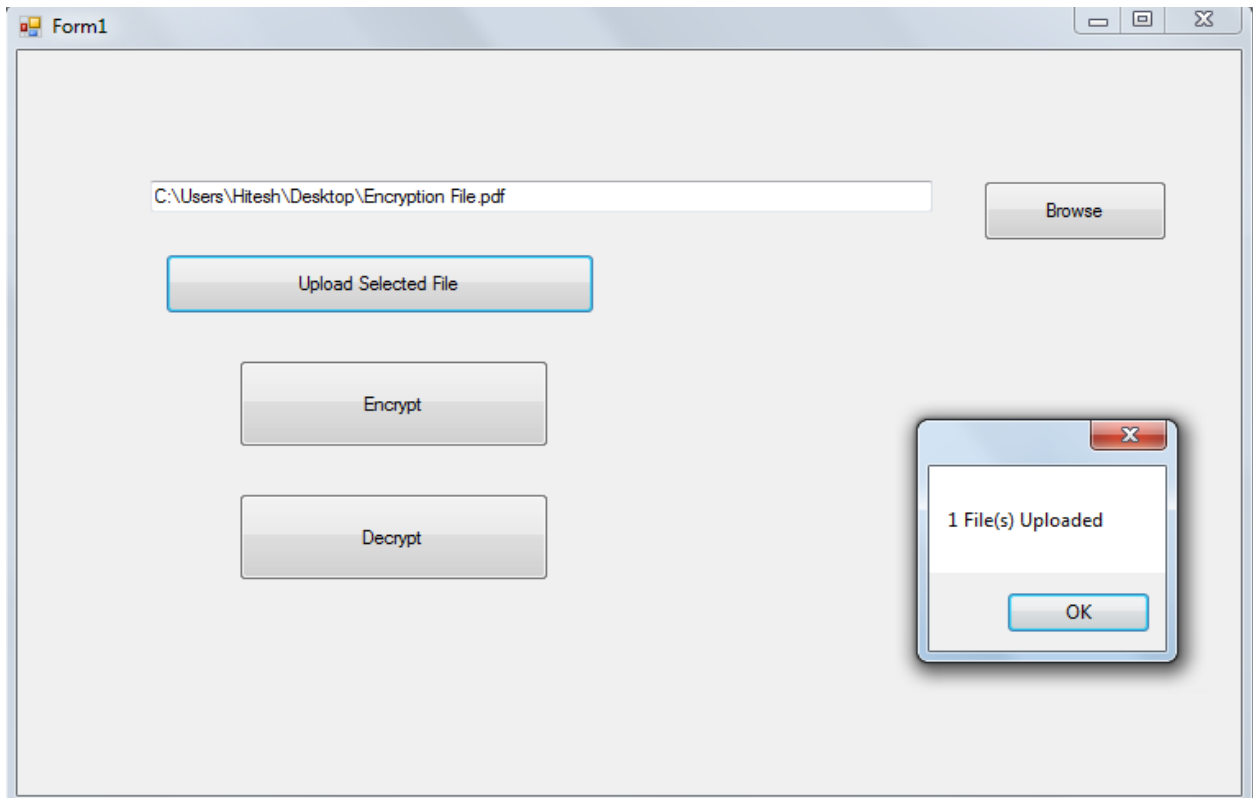 Form1
C:\Users\Hitesh\Desktop\Encryption File.pdf
Browse
Upload Selected File
Encrypt
Decrypt
1 File(s) Uploaded
OK